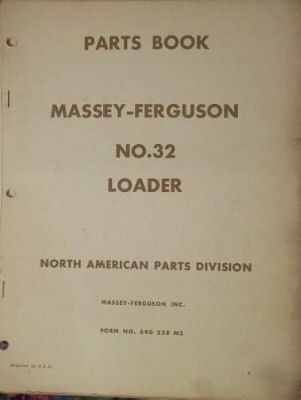 PARTS BOOK
MASSEY-FERGUSON
NO.32
LOADER
NORTH AMERICAN PARTS DIVISION
MASSEY-FERGUSON INC.
FORM NO. 690 338 M2